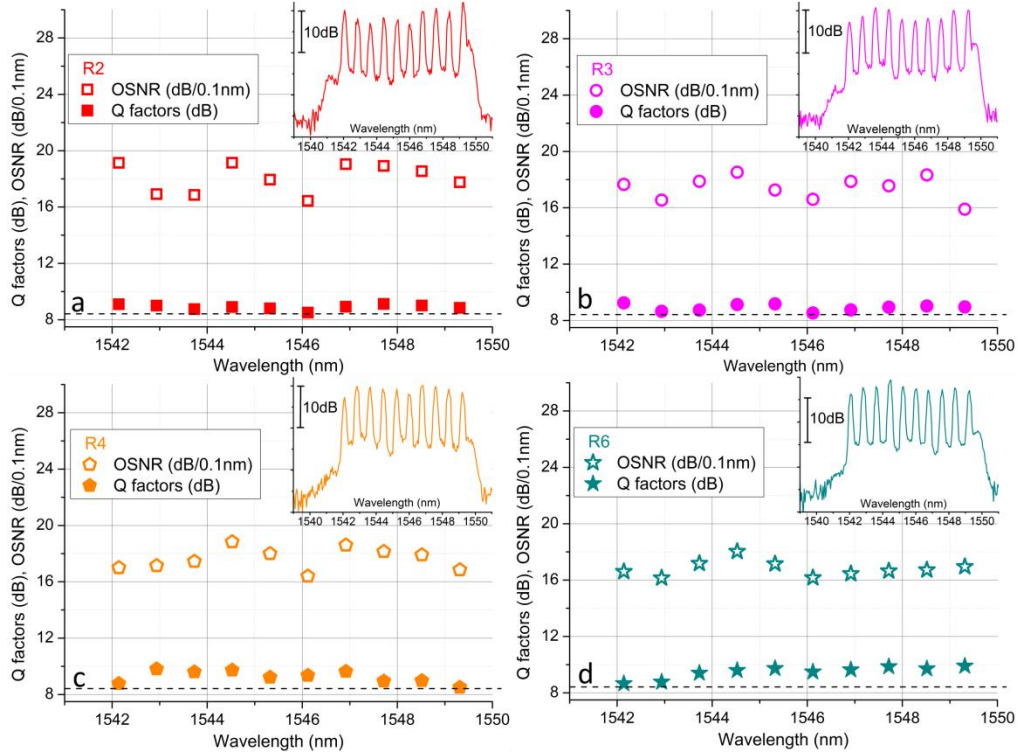 Q factors (dB), OSNR (dB/0.1nm)
28
24
20
16
12
8
R2
OSNR (dB/0.1nm)
Q factors (dB)
10dB
Wavelength (nm)
1540 1542 1544 1546 1548 1550
a
1542 1544 1546 1548 1550
Wavelength (nm)
Q factors (dB), OSNR (dB/0.1nm)
28
24
20
16
12
8
R3
OSNR (dB/0.1nm)
Q factors (dB)
10dB
Wavelength (nm)
1540 1542 1544 1546 1548 1550
b
1542 1544 1546 1548 1550
Wavelength (nm)
Q factors (dB), OSNR (dB/0.1nm)
28
24
20
16
12
8
R4
OSNR (dB/0.1nm)
Q factors (dB)
10dB
Wavelength (nm)
1540 1542 1544 1546 1548 1550
c
1542 1544 1546 1548 1550
Wavelength (nm)
Q factors (dB), OSNR (dB/0.1nm)
28
24
20
16
12
8
R6
OSNR (dB/0.1nm)
Q factors (dB)
10dB
Wavelength (nm)
1540 1542 1544 1546 1548 1550
d
1542 1544 1546 1548 1550
Wavelength (nm)